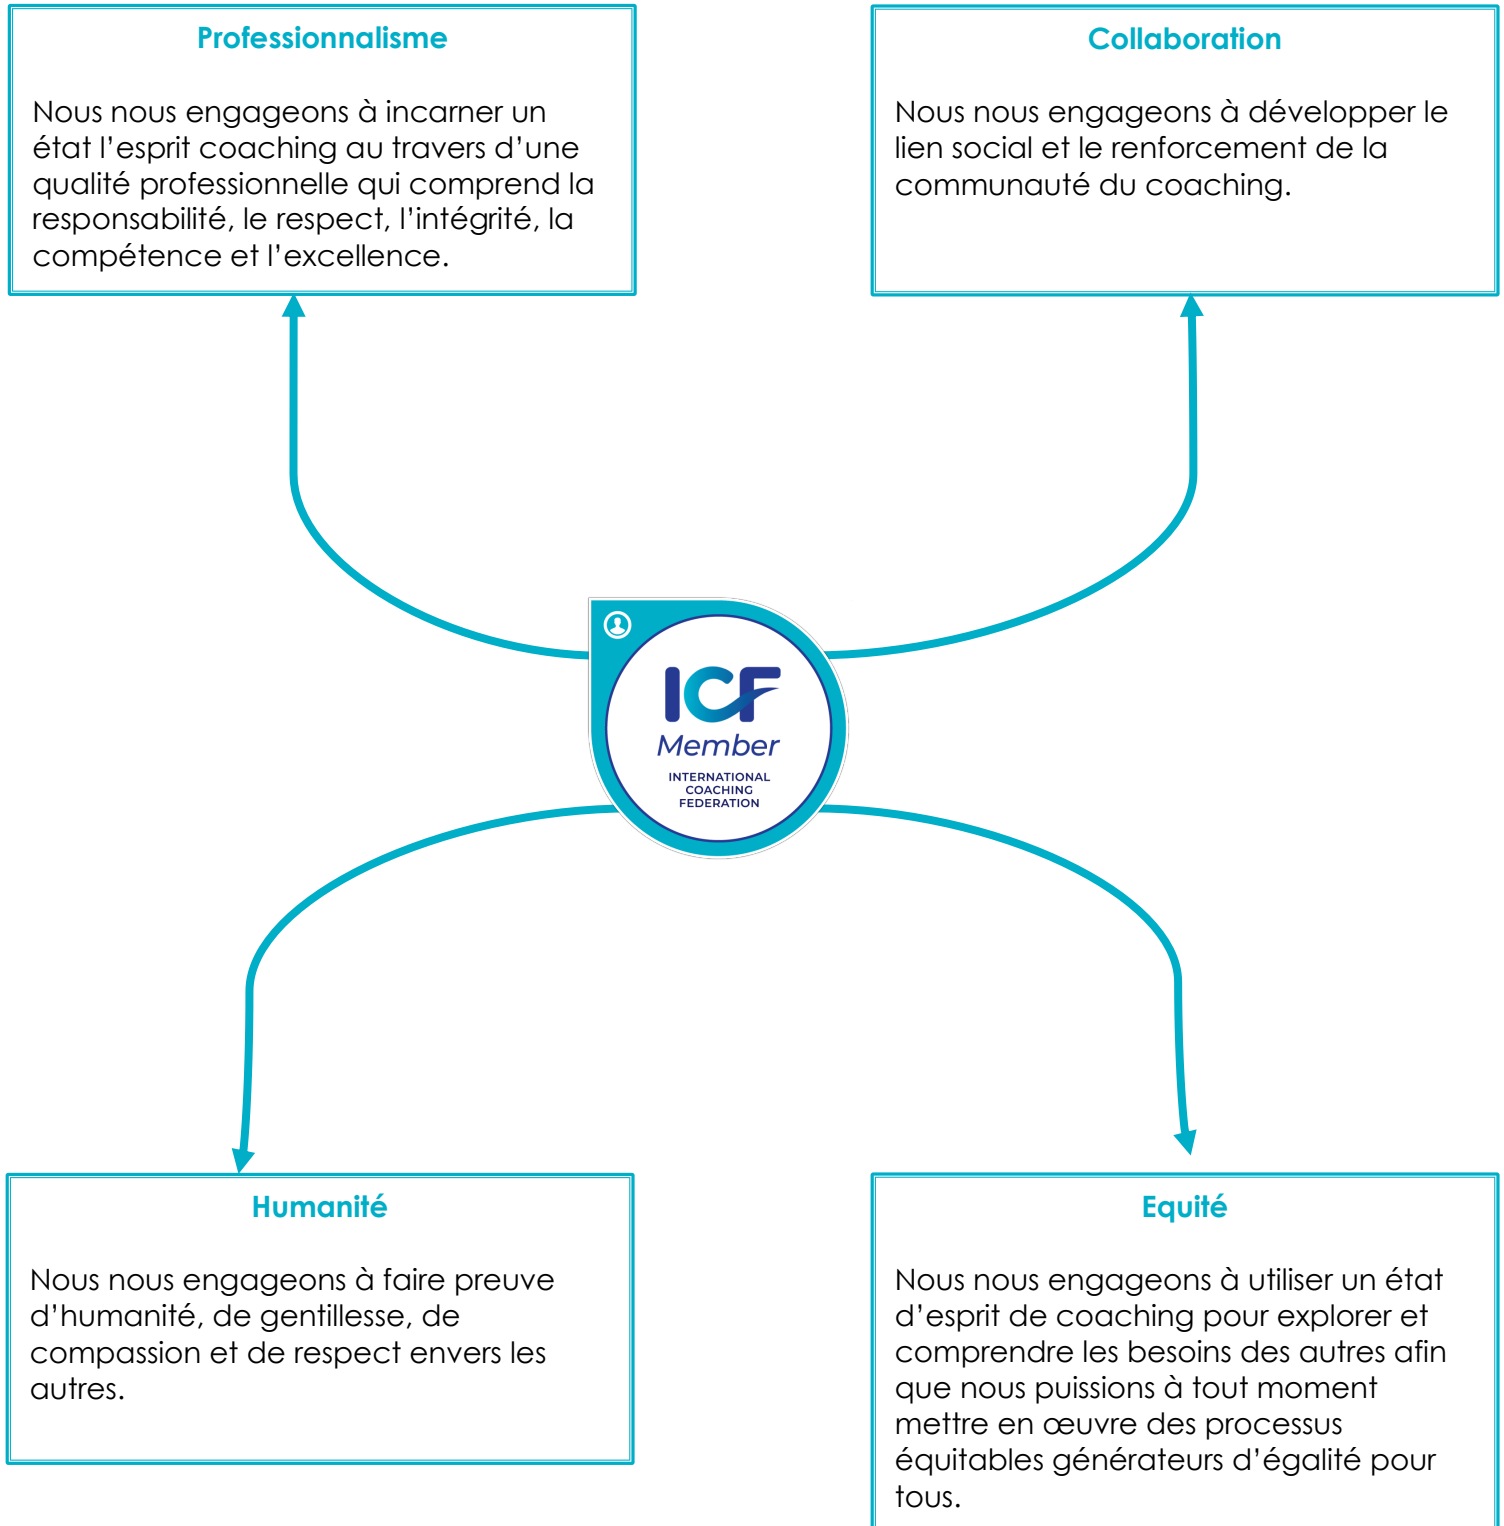 Professionnalisme
Nous nous engageons à incarner un
état l’esprit coaching au travers d’une
qualité professionnelle qui comprend la
responsabilité, le respect, l’intégrité, la
compétence et l’excellence.
Collaboration
Nous nous engageons à développer le
lien social et le renforcement de la
communauté du coaching.
ICF
Member
INTERNATIONAL
COACHING
FEDERATION
Humanité
Nous nous engageons à faire preuve
d’humanité, de gentillesse, de
compassion et de respect envers les
autres.
Equité
Nous nous engageons à utiliser un état
d’esprit de coaching pour explorer et
comprendre les besoins des autres afin
que nous puissions à tout moment
mettre en œuvre des processus
équitables générateurs d’égalité pour
tous.